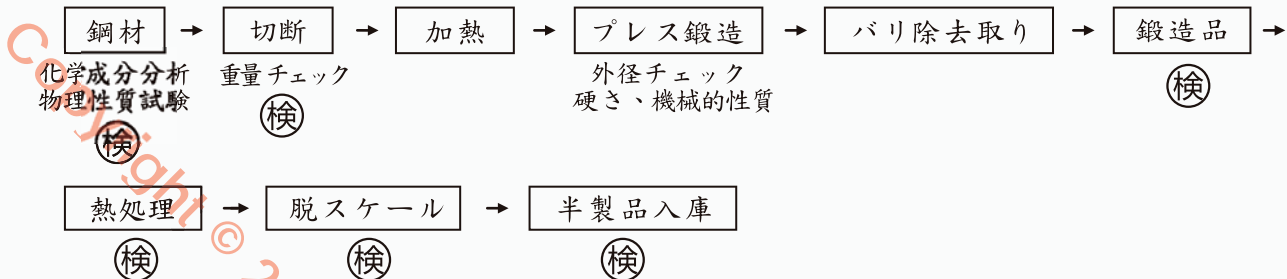 鋼材 → 切断 → 加熱 → プレス鍛造 → バリ除去取り → 鍛造品 →
化学成分分析 重量チェック 外径チェック
物理性質試験 硬さ、機械的性質
検 検 検
熱処理 → 脱スケール → 半製品入庫
検 検 検
Copyright ©